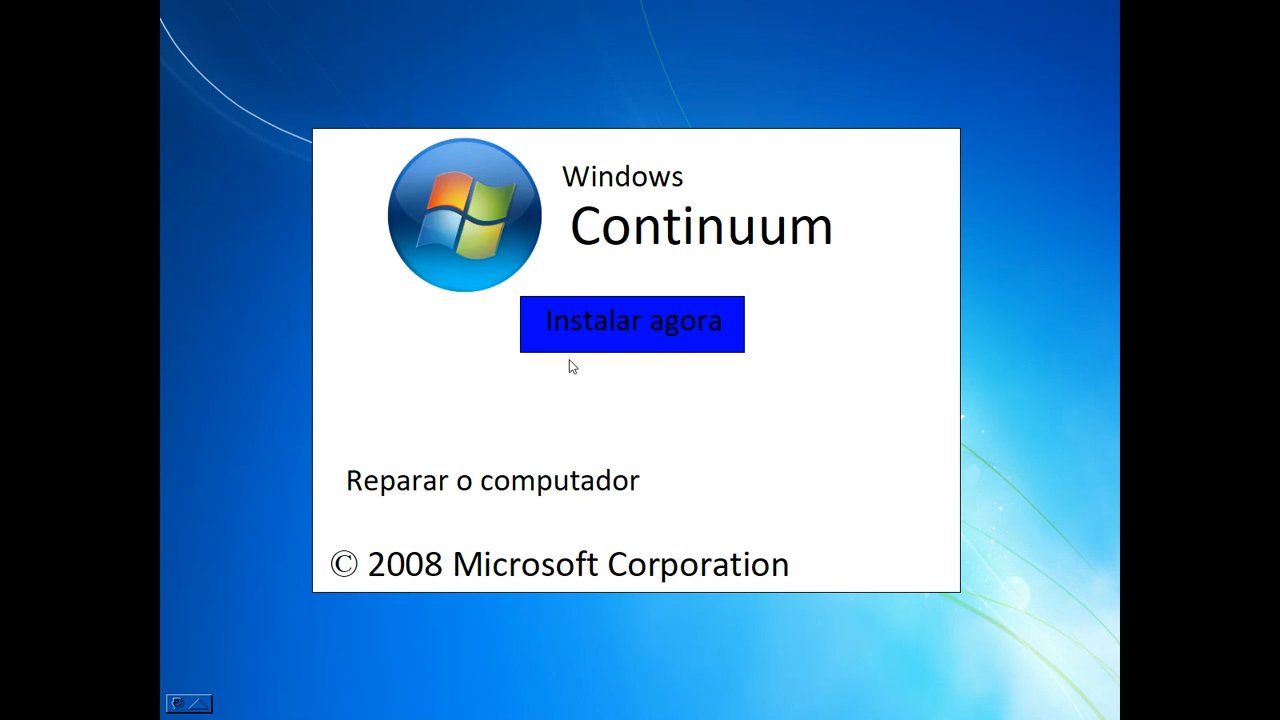 Windows
Continuum
Instalar agora
Reparar o computador
© 2008 Microsoft Corporation